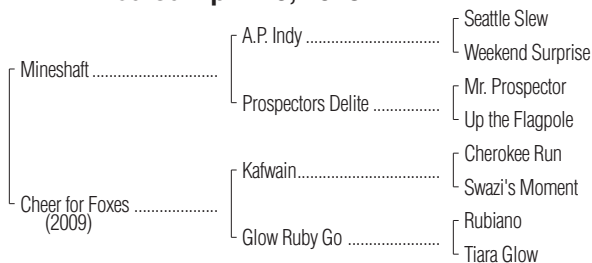 Seattle Slew
A.P. Indy ................................
Weekend Surprise
Mineshaft ..............................
Mr. Prospector
Prospectors Delite ................
Up the Flagpole
Cherokee Run
Kafwain..................................
Swazi's Moment
Cheer for Foxes ....................
(2009)
Rubiano
Glow Ruby Go ......................
Tiara Glow